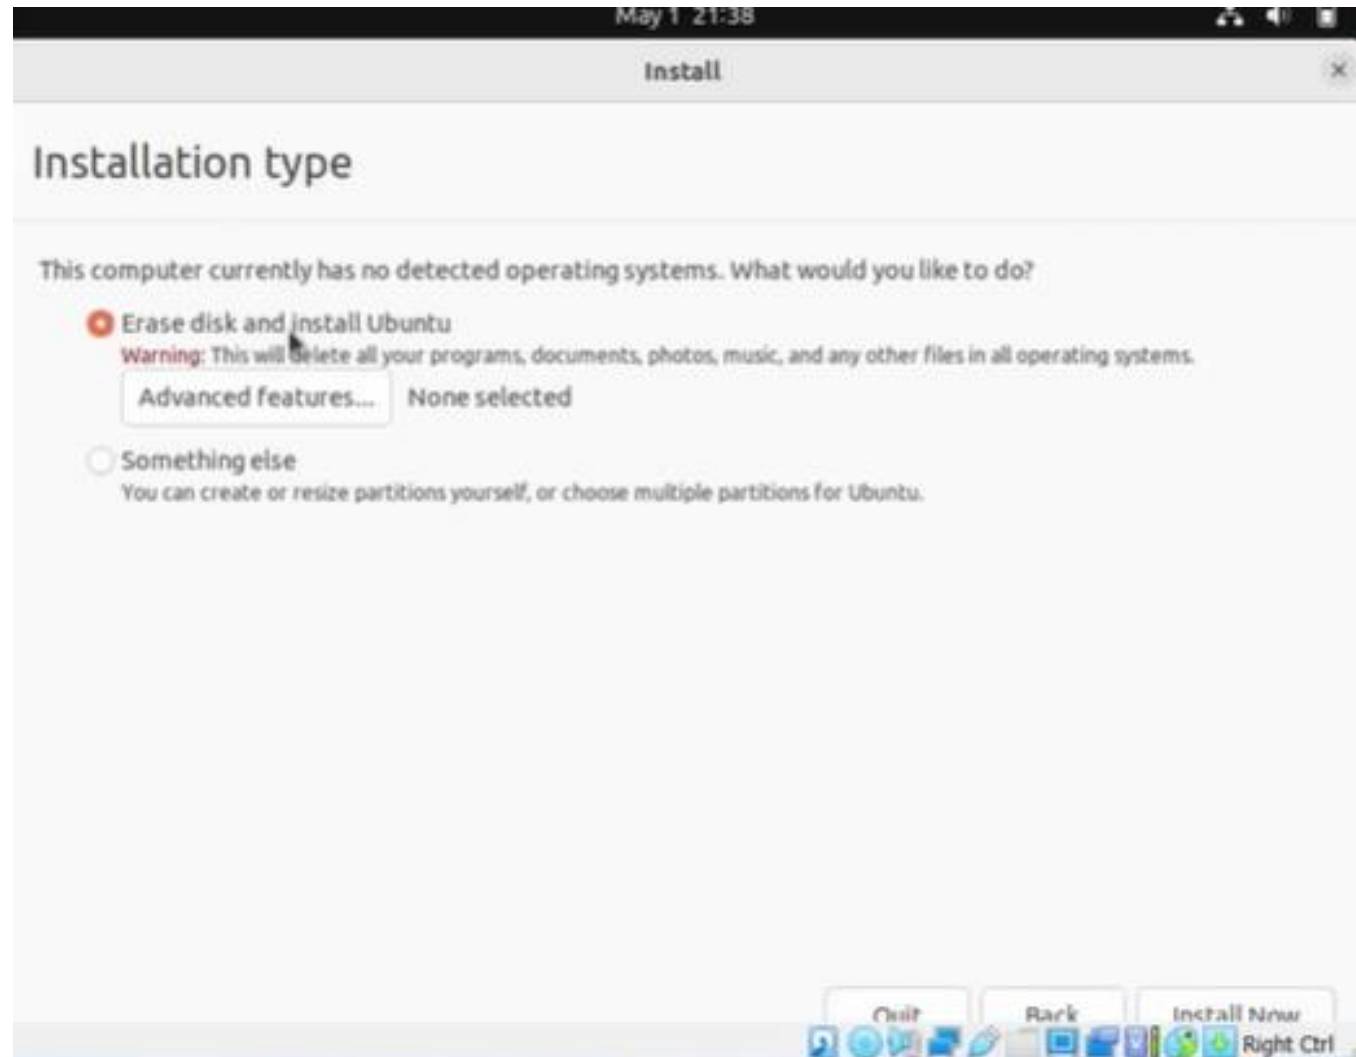 May 1 21:38
Install
Installation type
This computer currently has no detected operating systems. What would you like to do?
Erase disk and install Ubuntu
Warning: This will delete all your programs, documents, photos, music, and any other files in all operating systems.
Advanced features... None selected
Something else
You can create or resize partitions yourself, or choose multiple partitions for Ubuntu.
Quit Back Install Now
Right Ctrl